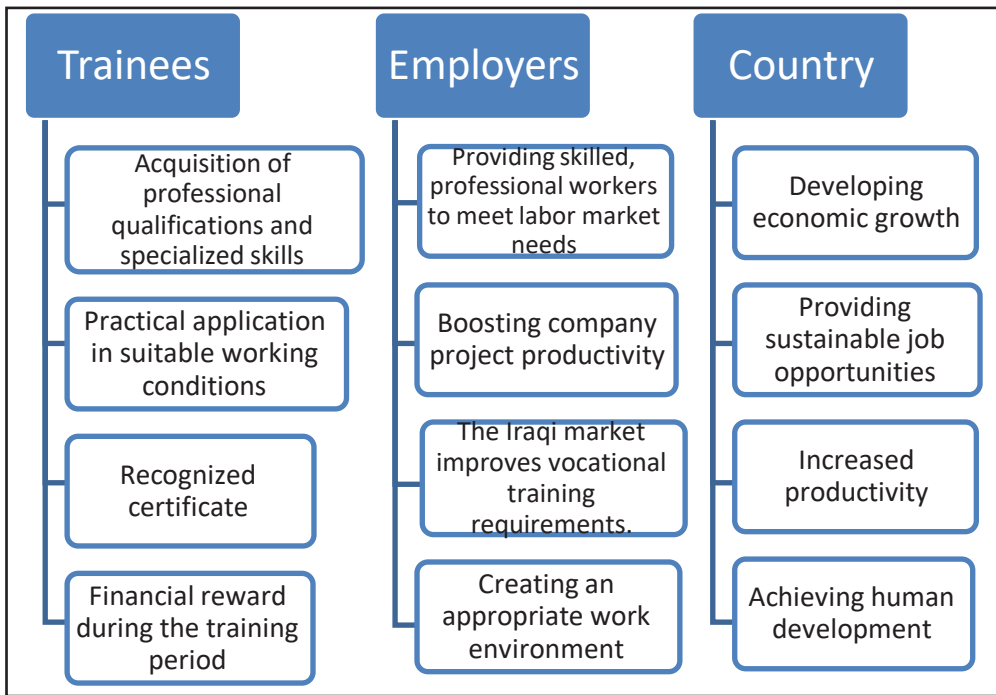 Trainees
Acquisition of
professional
qualifications and
specialized skills
Practical application
in suitable working
conditions
Recognized
certificate
Financial reward
during the training
period
Employers
Providing skilled,
professional workers
to meet labor market
needs
Boosting company
project productivity
The Iraqi market
improves vocational
training
requirements.
Creating an
appropriate work
environment
Country
Developing
economic growth
Providing
sustainable job
opportunities
Increased
productivity
Achieving human
development